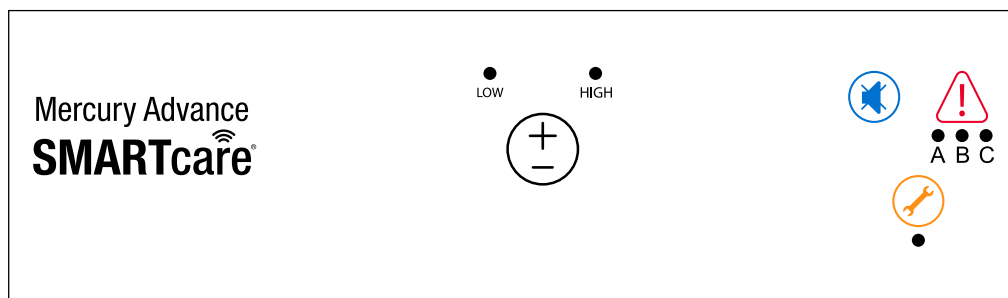 Mercury Advance
SMARTcare®
LOW HIGH
+
−
!
A B C